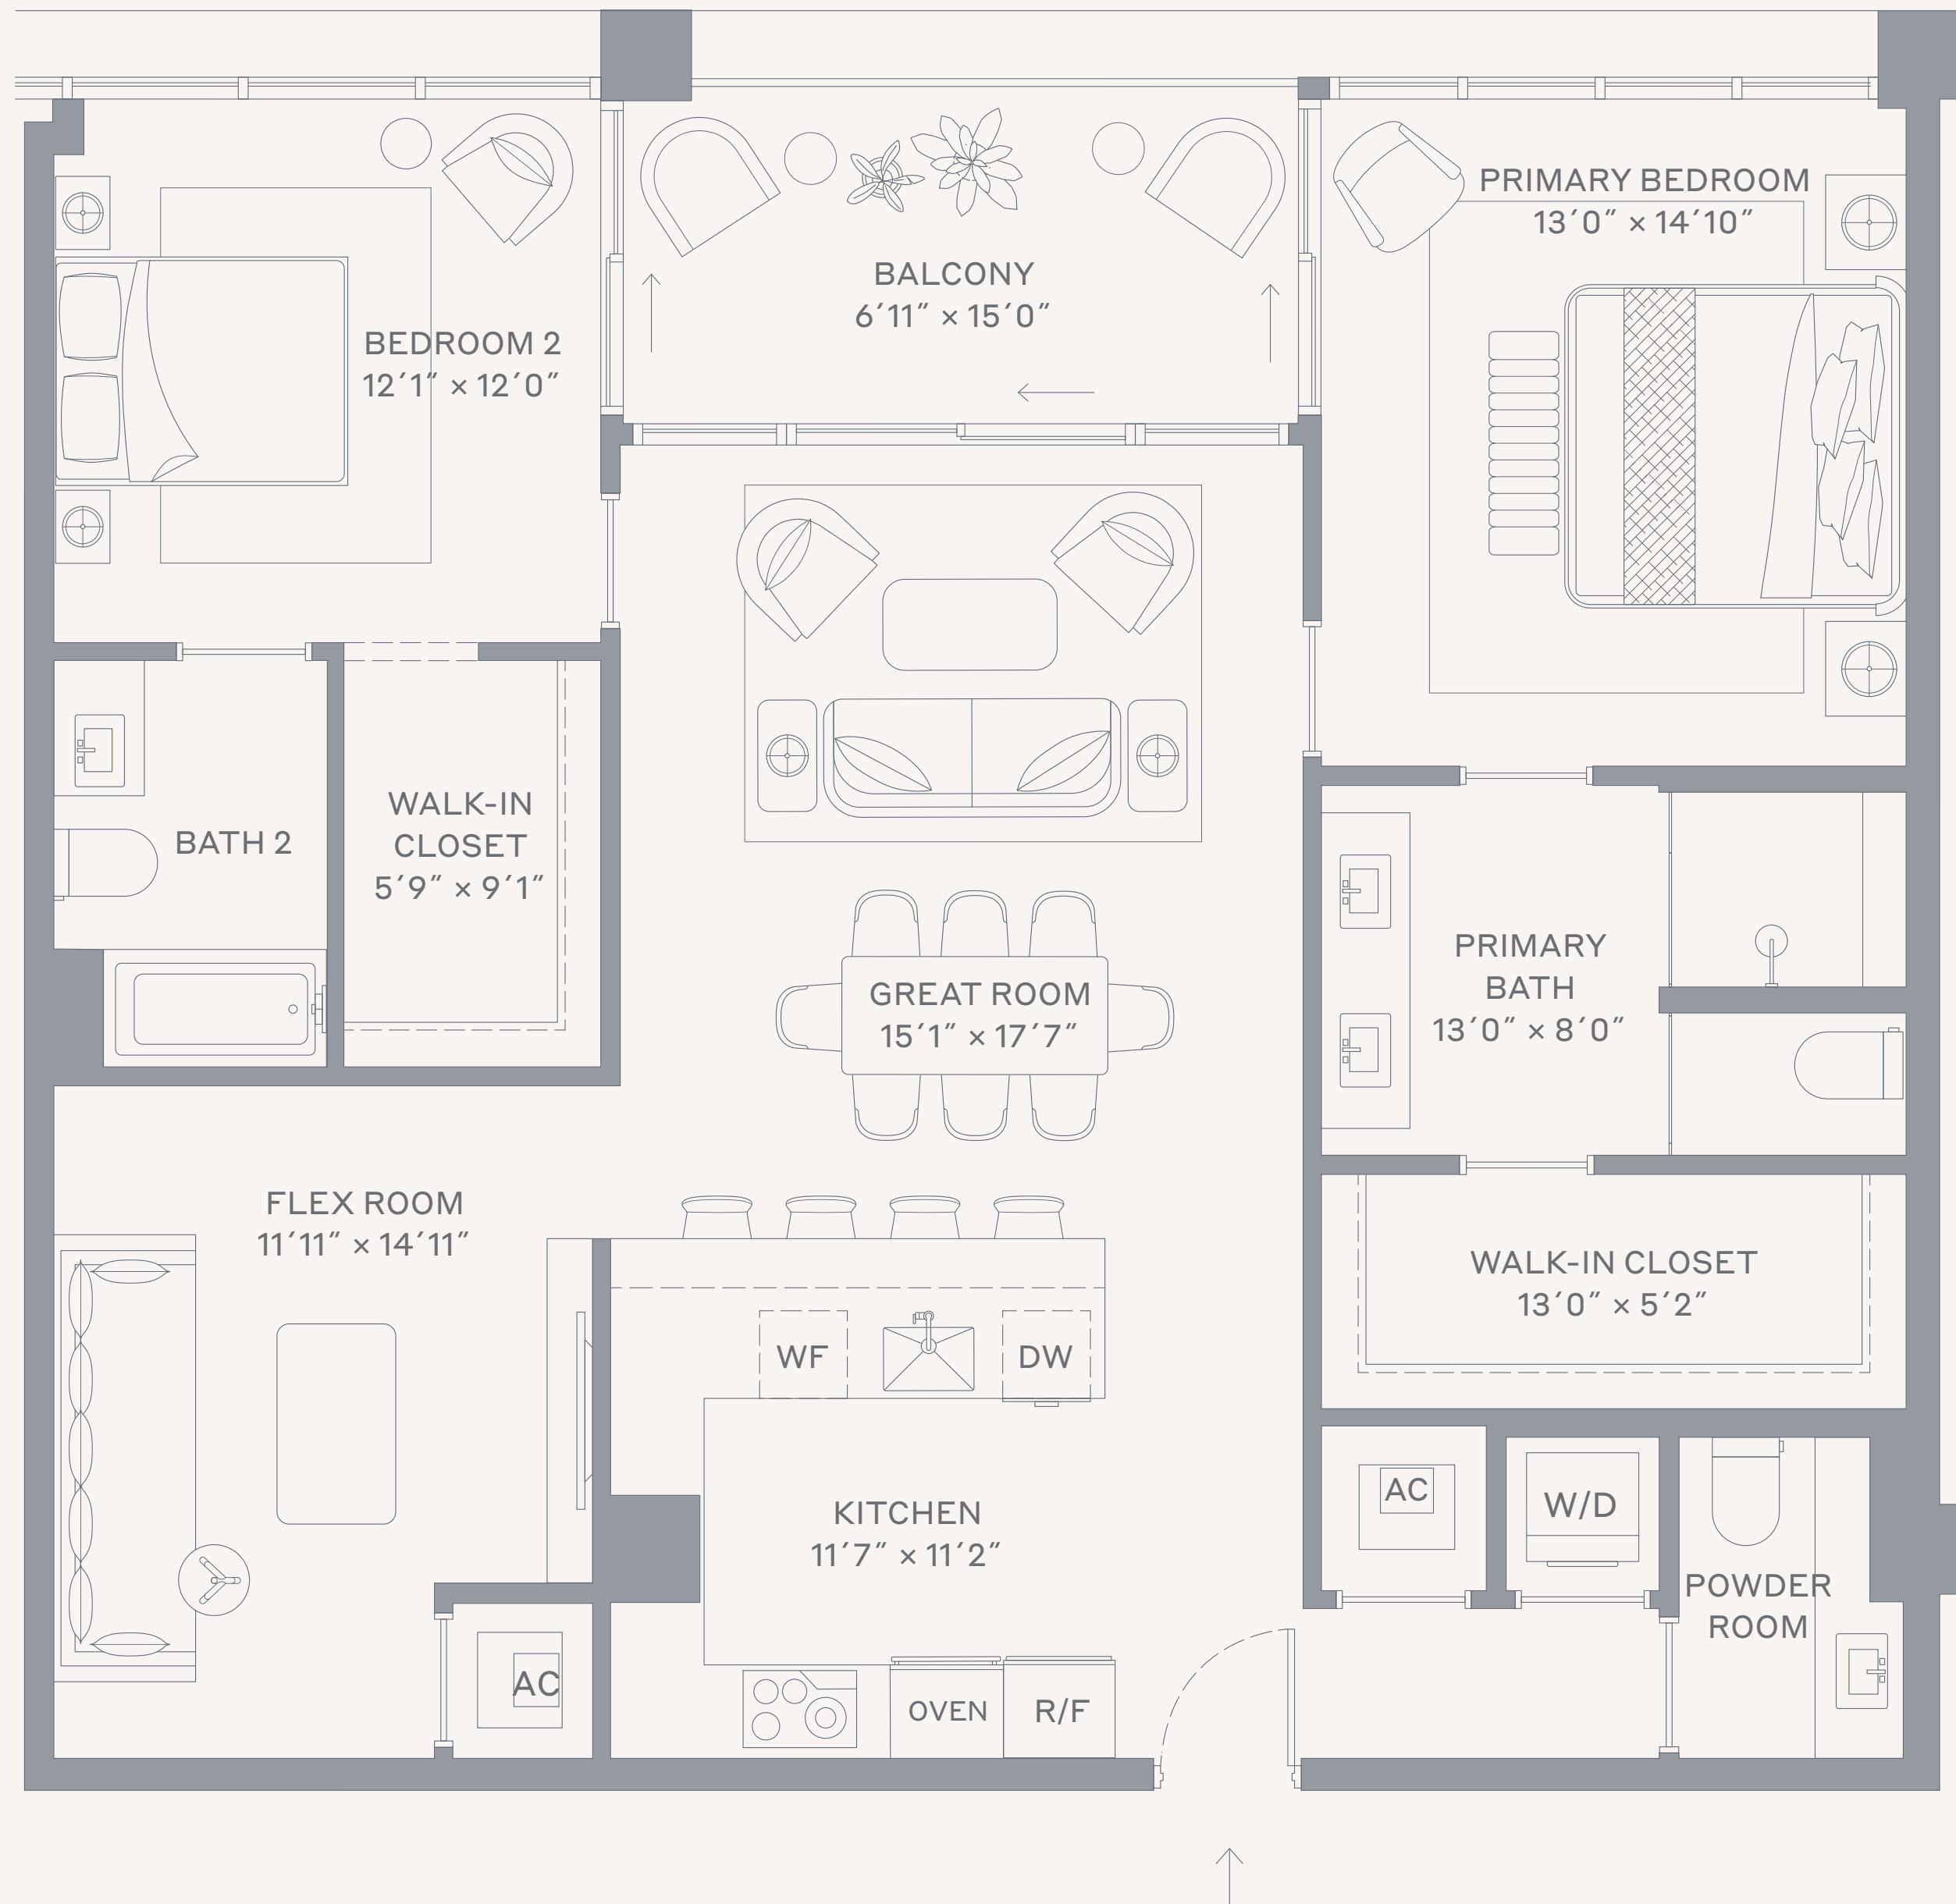 PRIMARY BEDROOM
13′0″ × 14′10″
BALCONY
6′11″ × 15′0″
BEDROOM 2
12′1″ × 12′0″
WALK-IN
CLOSET
5′9″ × 9′1″
BATH 2
GREAT ROOM
15′1″ × 17′7″
PRIMARY
BATH
13′0″ × 8′0″
FLEX ROOM
11′11″ × 14′11″
WALK-IN CLOSET
13′0″ × 5′2″
WF
DW
KITCHEN
11′7″ × 11′2″
AC
W/D
POWDER
ROOM
AC
OVEN
R/F